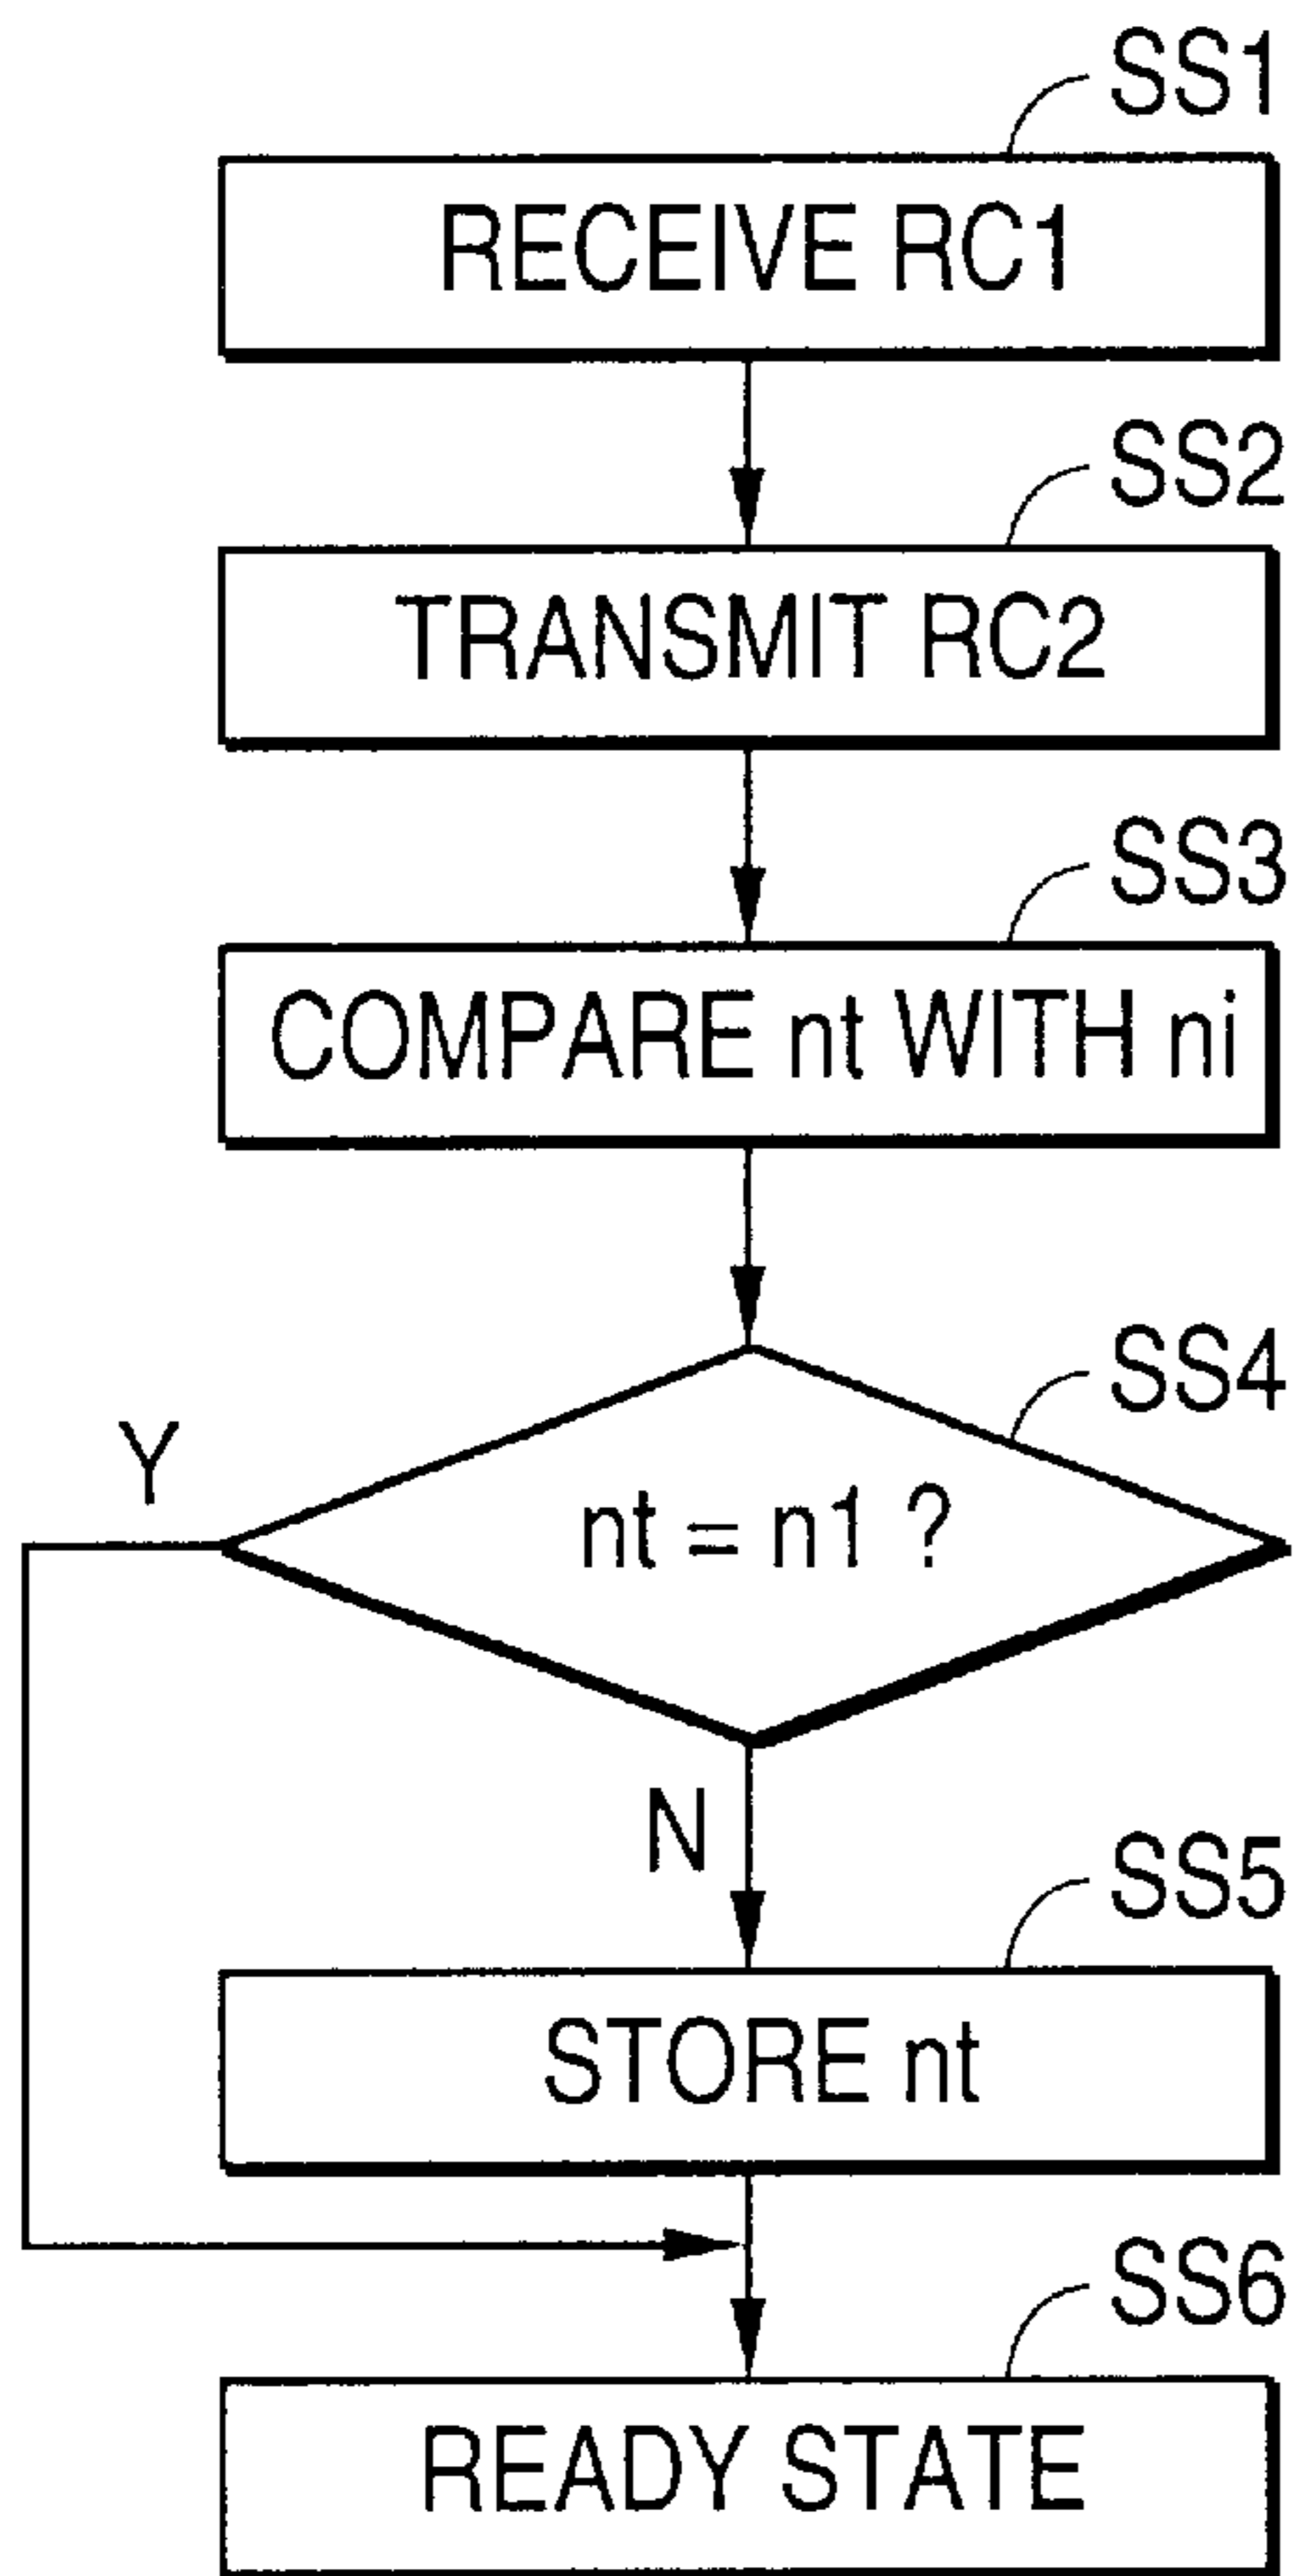 SS1
RECEIVE RC1
SS2
TRANSMIT RC2
SS3
COMPARE nt WITH ni
SS4
Y
nt = n1 ?
N
SS5
STORE nt
SS6
READY STATE